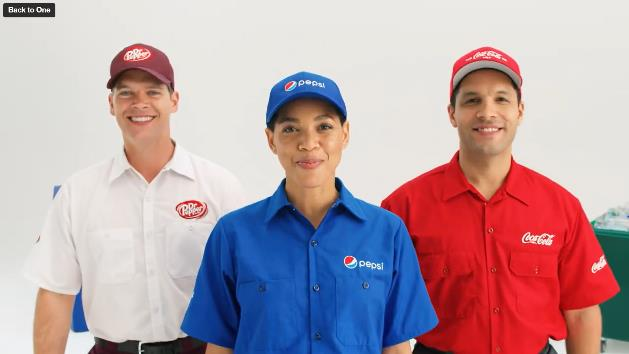 Back to One
Dr Pepper
pepsi
Coca-Cola
Dr Pepper
pepsi
Coca-Cola
Coca-Cola